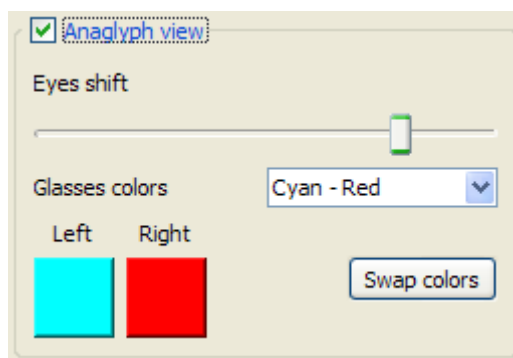 Anaglyph view
Eyes shift
Glasses colors Cyan - Red
Left Right
Swap colors